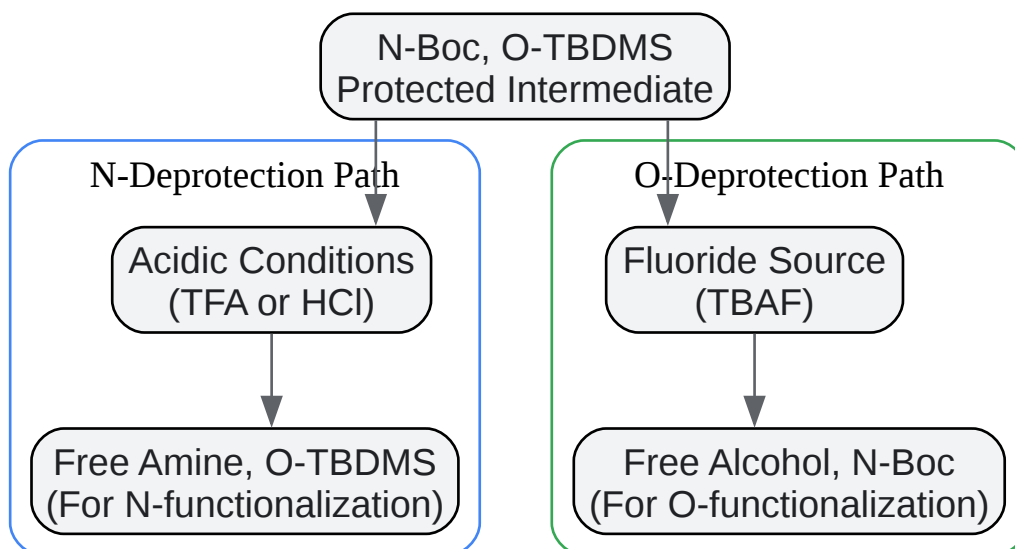 N-Boc, O-TBDMS
Protected Intermediate
N-Deprotection Path
Acidic Conditions
(TFA or HCl)
Free Amine, O-TBDMS
(For N-functionalization)
O-Deprotection Path
Fluoride Source
(TBAF)
Free Alcohol, N-Boc
(For O-functionalization)